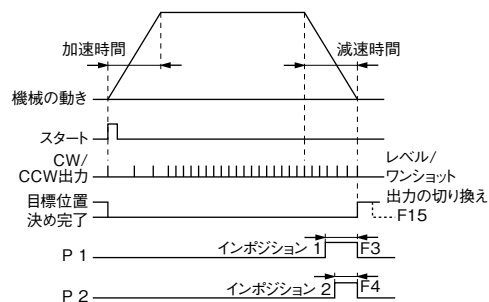 加速時間
減速時間
機械の動き
スタート
CW/
CCW出力
レベル/
ワンショット
出力の切り換え
F15
目標位置
決め完了
P 1
インポジション 1
F3
P 2
インポジション 2
F4